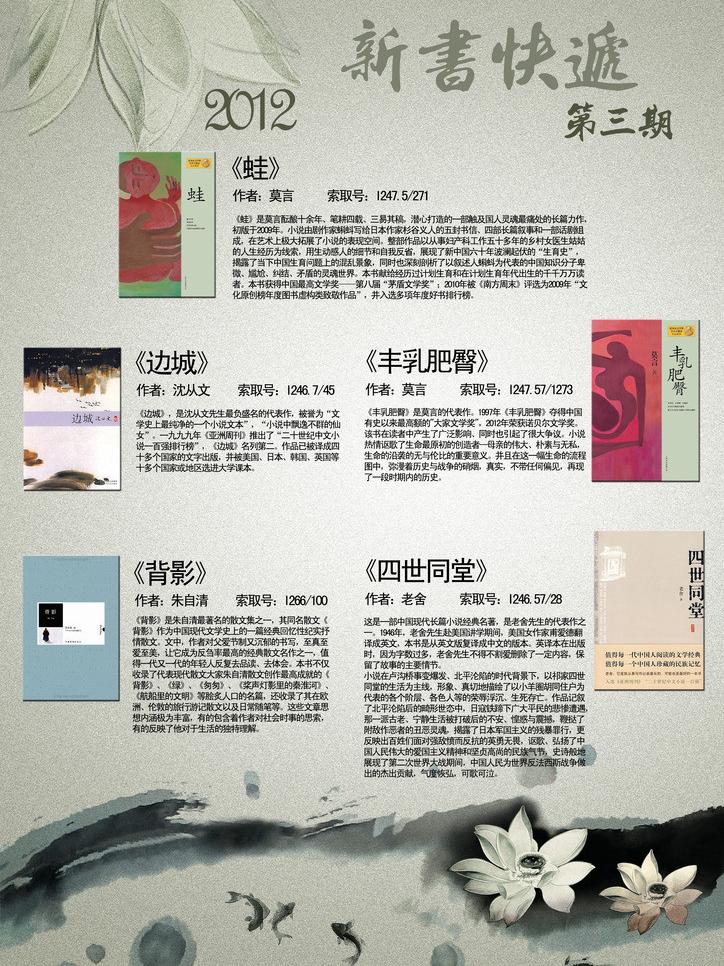 新書快遞
2012
第三期
《蛙》
作者：莫言 索取号：I247.5/271
《蛙》是莫言酝酿十余年、笔耕四载、三易其稿，潜心打造的一部触及国人灵魂最痛处的长篇力作，
初版于2009年。小说由剧作家蝌蚪写给日本作家杉谷义人的五封书信、四部长篇叙事和一部话剧组
成，在艺术上极大拓展了小说的表现空间。整部作品以从事妇产科工作五十多年的乡村女医生姑姑
的人生经历为线索，用生动感人的细节和自我反省，展现了新中国六十年波澜起伏的“生育史”，
揭露了当下中国生育问题上的混乱景象，同时也深刻剖析了以叙述人蝌蚪为代表的中国知识分子卑
微、尴尬、纠结、矛盾的灵魂世界。本书献给经历过计划生育和在计划生育年代出生的千千万万读
者。本书获得中国最高文学奖——第八届“茅盾文学奖”；2010年被《南方周末》评选为2009年“文
化原创榜年度图书虚构类致敬作品”，并入选多项年度好书排行榜。
蛙
《边城》
作者：沈从文 索取号：I246.7/45
《边城》，是沈从文先生最负盛名的代表作，被誉为“文
学史上最纯净的一个小说文本”，“小说中飘逸不群的仙
女”。一九九九年《亚洲周刊》推出了“二十世纪中文小
说一百强排行榜”，《边城》名列第二。作品已被译成四
十多个国家的文字出版，并被美国、日本、韩国、英国等
十多个国家或地区选进大学课本。
边城
沈从文
《丰乳肥臀》
作者：莫言 索取号：I247.57/1273
《丰乳肥臀》是莫言的代表作。1997年《丰乳肥臀》夺得中国
有史以来最高额的“大家文学奖”，2012年荣获诺贝尔文学奖。
该书在读者中产生了广泛影响、同时也引起了很大争议。小说
热情讴歌了生命最原初的创造者—母亲的伟大、朴素与无私，
生命的沿袭的无与伦比的重要意义。并且在这一幅生命的流程
图中，弥漫着历史与战争的硝烟，真实，不带任何偏见，再现
了一段时期内的历史。
丰乳
肥臀
莫言
《背影》
作者：朱自清 索取号：I266/100
《背影》是朱自清最著名的散文集之一，其同名散文《
背影》作为中国现代文学史上的一篇经典回忆性纪实抒
情散文。文中，作者对父爱节制又沉郁的书写，至真至
爱至美，让它成为反刍率最高的经典散文名作之一，值
得一代又一代的年轻人反复去品读、去体会。本书不仅
收录了代表现代散文大家朱自清散文创作最高成就的《
背影》、《绿》、《匆匆》、《桨声灯影里的秦淮河》、
《航船里的文明》等脍炙人口的名篇，还收录了其在欧
洲、伦敦的旅行游记散文以及日常随笔等。这些文章思
想内涵极为丰富，有的包含着作者对社会时事的思索，
有的反映了他对于生活的独特理解。
背影
《四世同堂》
作者：老舍 索取号：I246.57/28
这是一部中国现代长篇小说经典名著，是老舍先生的代表作之
一。1946年，老舍先生赴美国讲学期间，美国女作家甫爱德翻
译成英文，本书是从英文版复译成中文的版本。英译本在出版
时，因为字数过多，老舍先生不得不割爱删除了一定内容，保
留了故事的主要情节。
小说在卢沟桥事变爆发、北平沦陷的时代背景下，以祁家四世
同堂的生活为主线，形象、真切地描绘了以小羊圈胡同住户为
代表的各个阶层、各色人等的荣辱浮沉、生死存亡。作品记叙
了北平沦陷后的畸形世态中，日寇铁蹄下广大平民的悲惨遭遇，
那一派古老、宁静生活被打破后的不安、惶惑与震撼，鞭挞了
附敌作恶者的丑恶灵魂，揭露了日本军国主义的残暴罪行，更
反映出百姓们面对强敌愤而反抗的英勇无畏，讴歌、弘扬了中
国人民伟大的爱国主义精神和坚贞高尚的民族气节，史诗般地
展现了第二次世界大战期间，中国人民为世界反法西斯战争做
出的杰出贡献，气度恢弘，可歌可泣。
四世同堂
老舍
值得每一代中国人阅读的文学经典
值得每一个中国人珍藏的民族记忆